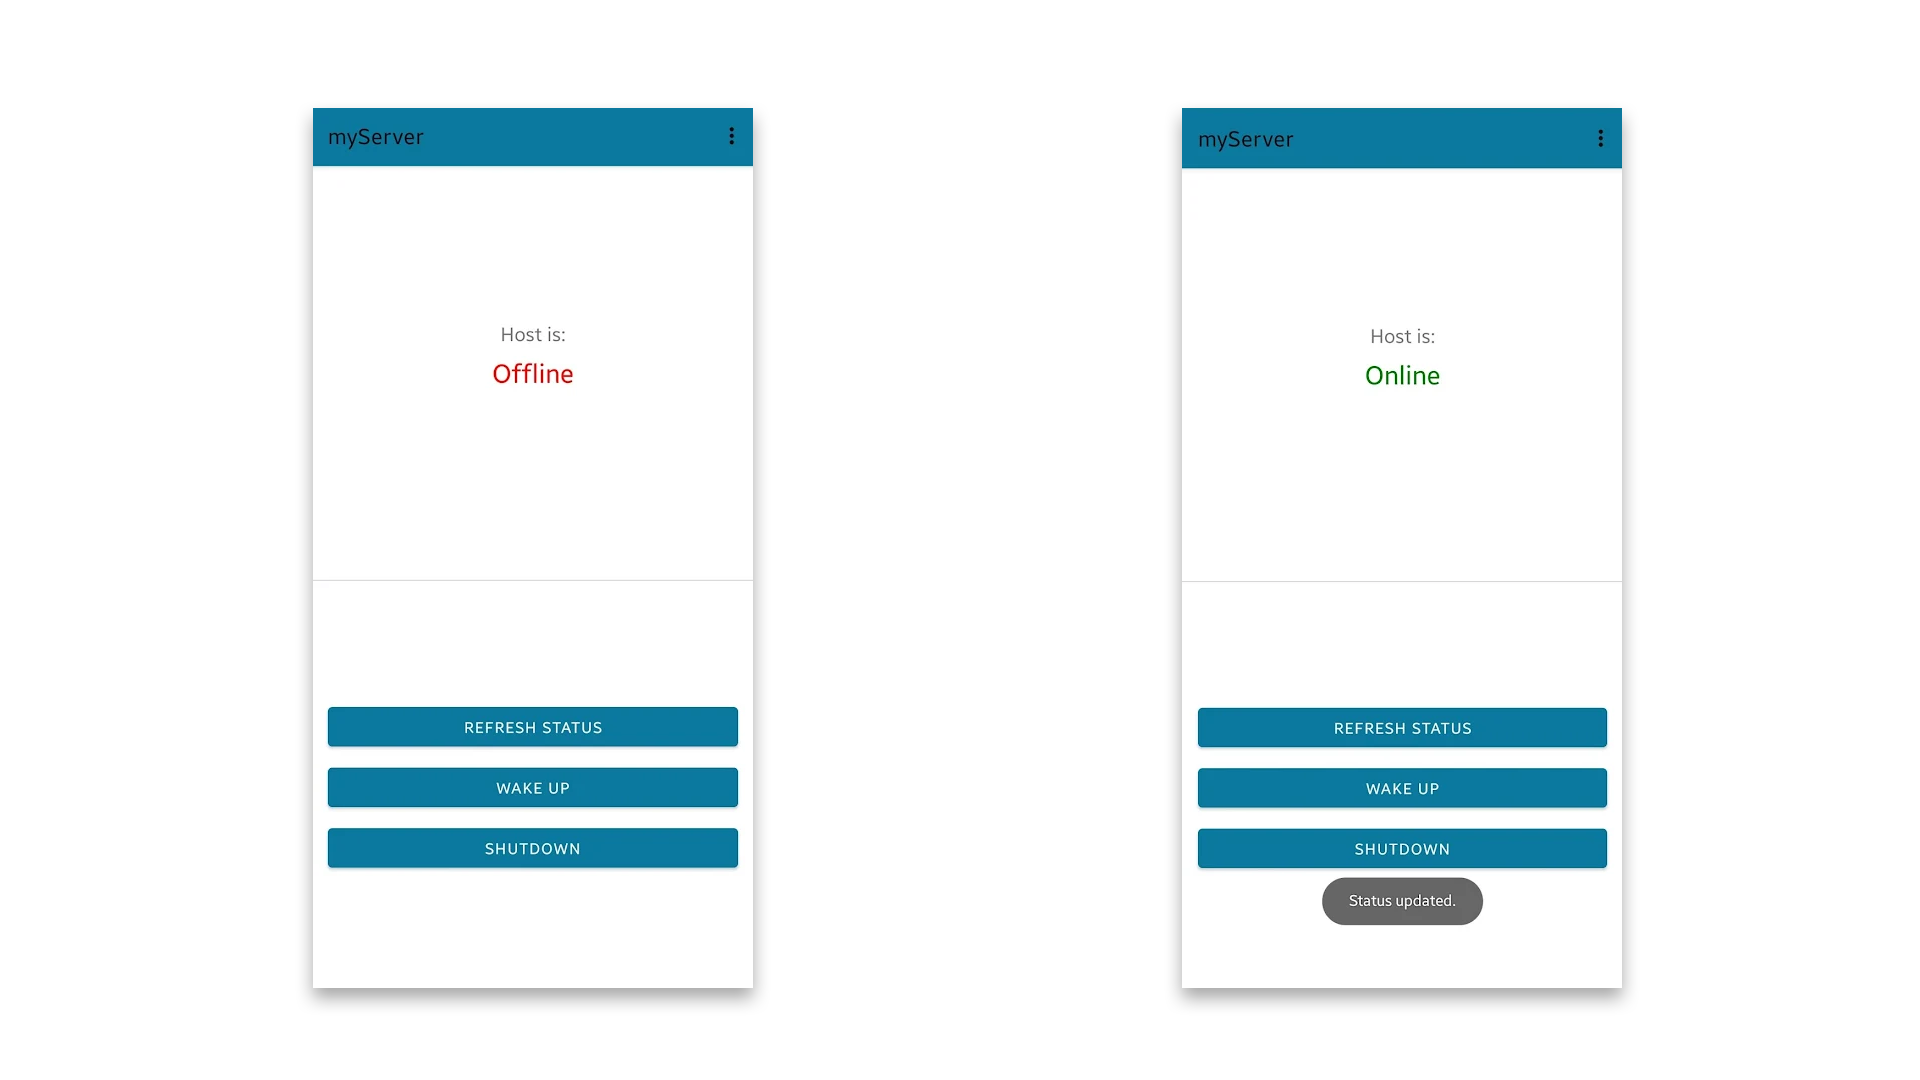 myServer
Host is:
Offline
REFRESH STATUS
WAKE UP
SHUTDOWN
myServer
Host is:
Online
REFRESH STATUS
WAKE UP
SHUTDOWN
Status updated.